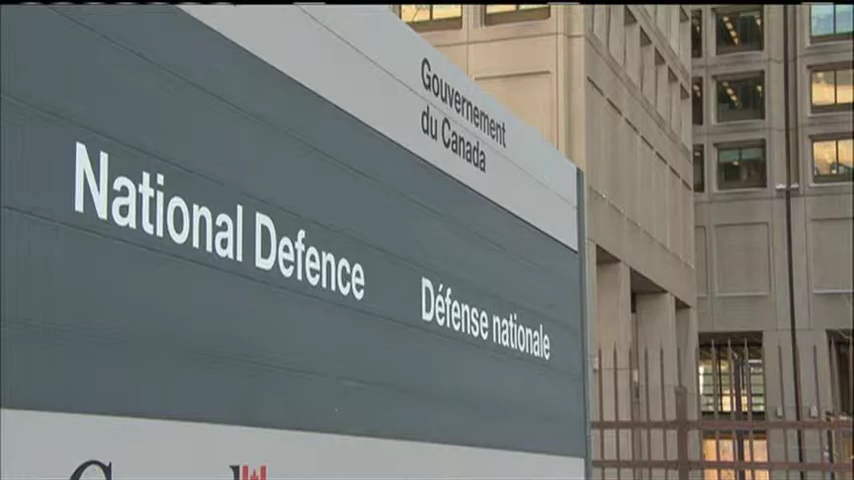 Gouvernement
du Canada
National Defence
Défense nationale